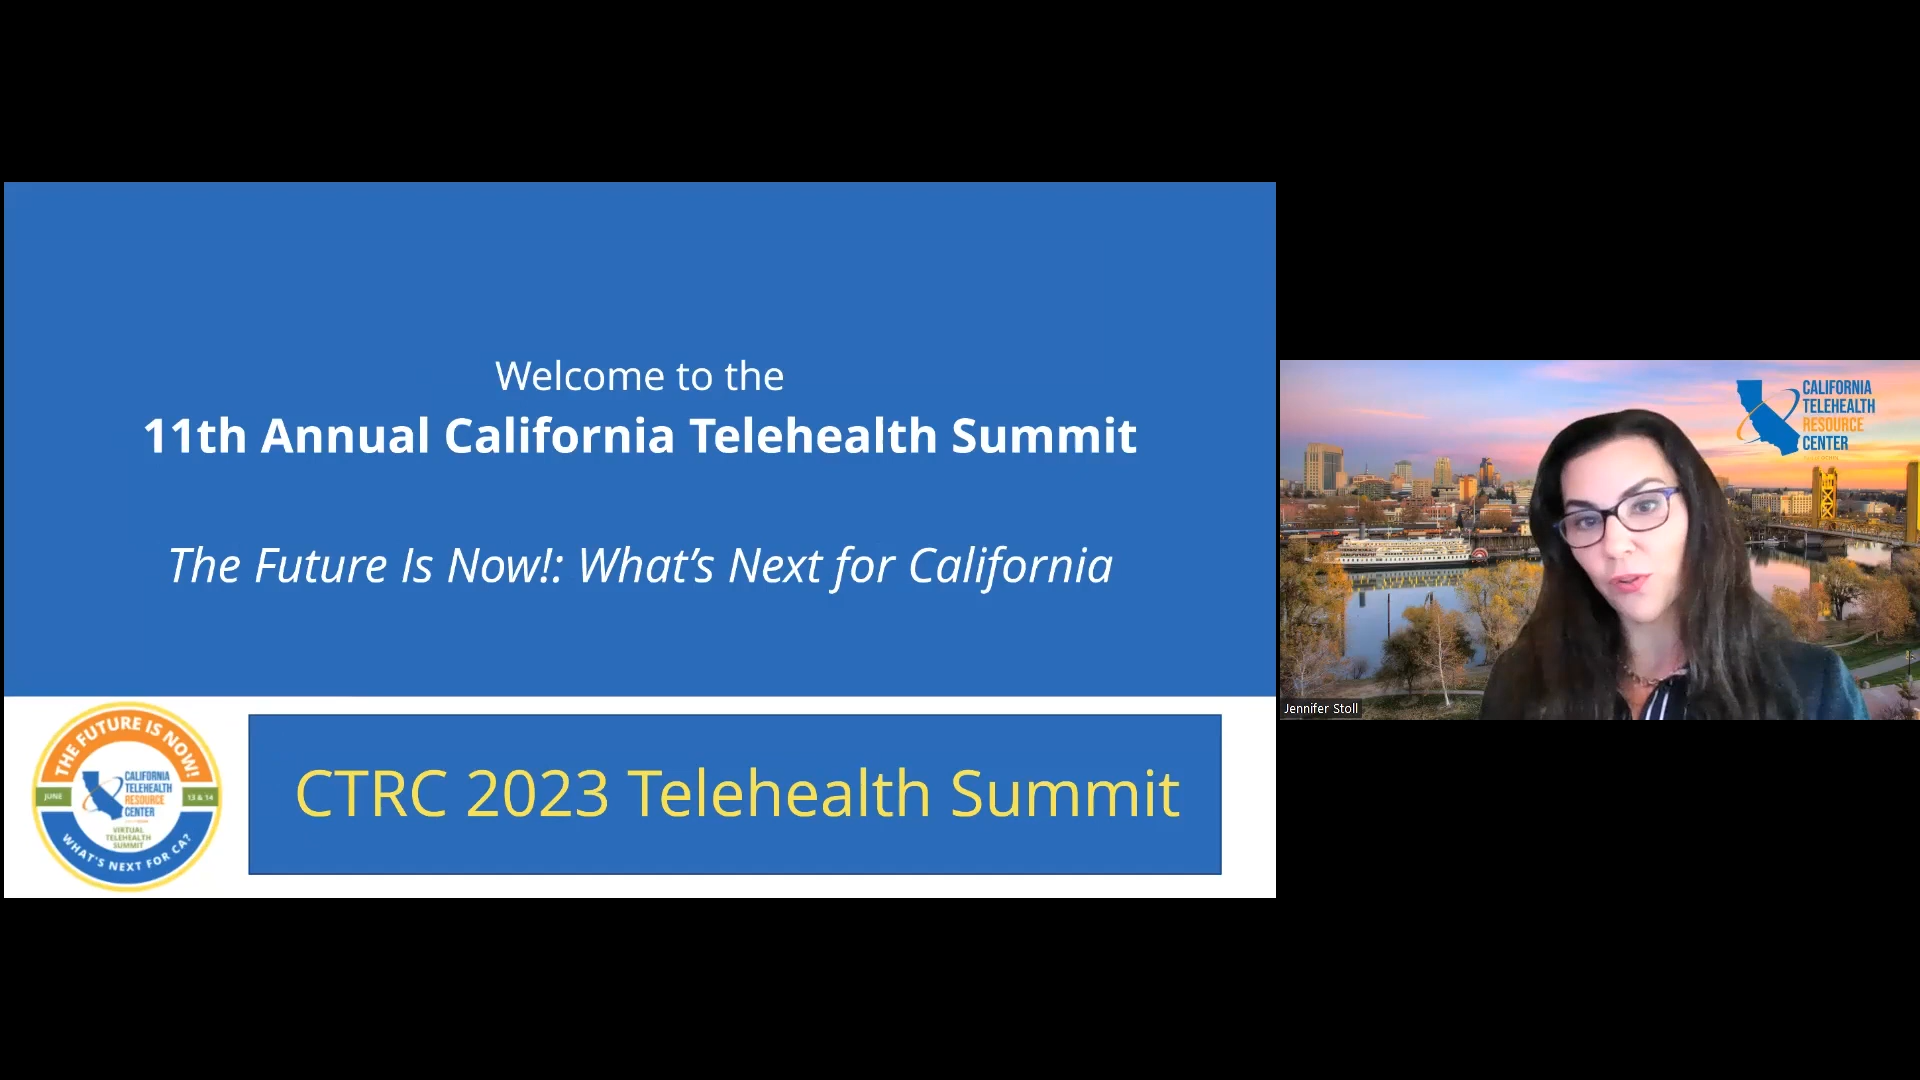 Welcome to the
11th Annual California Telehealth Summit
The Future Is Now!: What's Next for California
THE FUTURE IS NOW!
CALIFORNIA
TELEHEALTH
RESOURCE
CENTER
JUNE
13 & 14
VIRTUAL
TELEHEALTH
SUMMIT
WHAT'S NEXT FOR CA?
CTRC 2023 Telehealth Summit
CALIFORNIA
TELEHEALTH
RESOURCE
CENTER
Jennifer Stoll